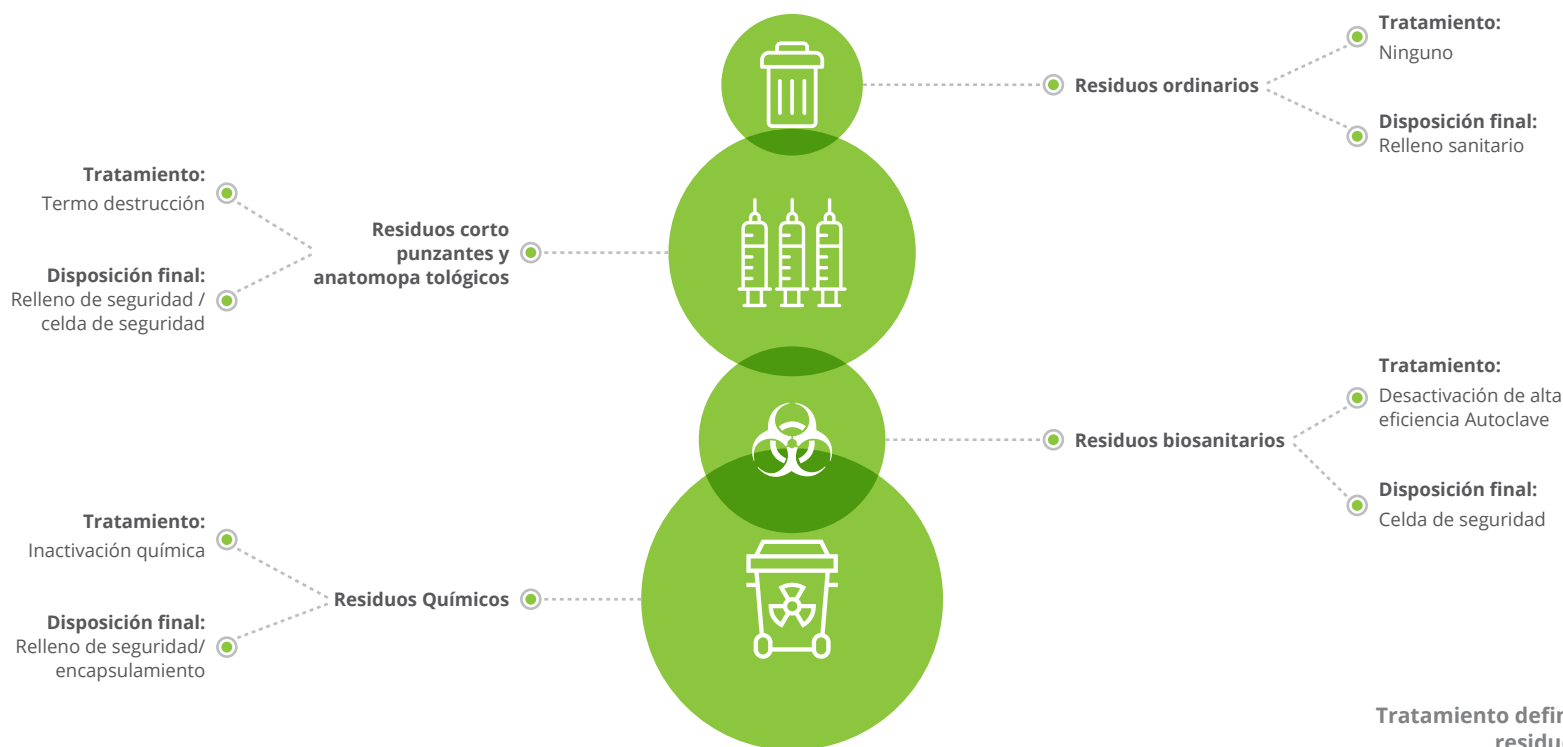 Tratamiento:
Ninguno
Residuos ordinarios
Disposición final:
Relleno sanitario
Tratamiento:
Termo destrucción
Residuos corto
punzantes y
anatomopa tológicos
Disposición final:
Relleno de seguridad /
celda de seguridad
Tratamiento:
Desactivación de alta
eficiencia Autoclave
Residuos biosanitarios
Disposición final:
Celda de seguridad
Tratamiento:
Inactivación química
Residuos Químicos
Disposición final:
Relleno de seguridad/
encapsulamiento
Tratamiento